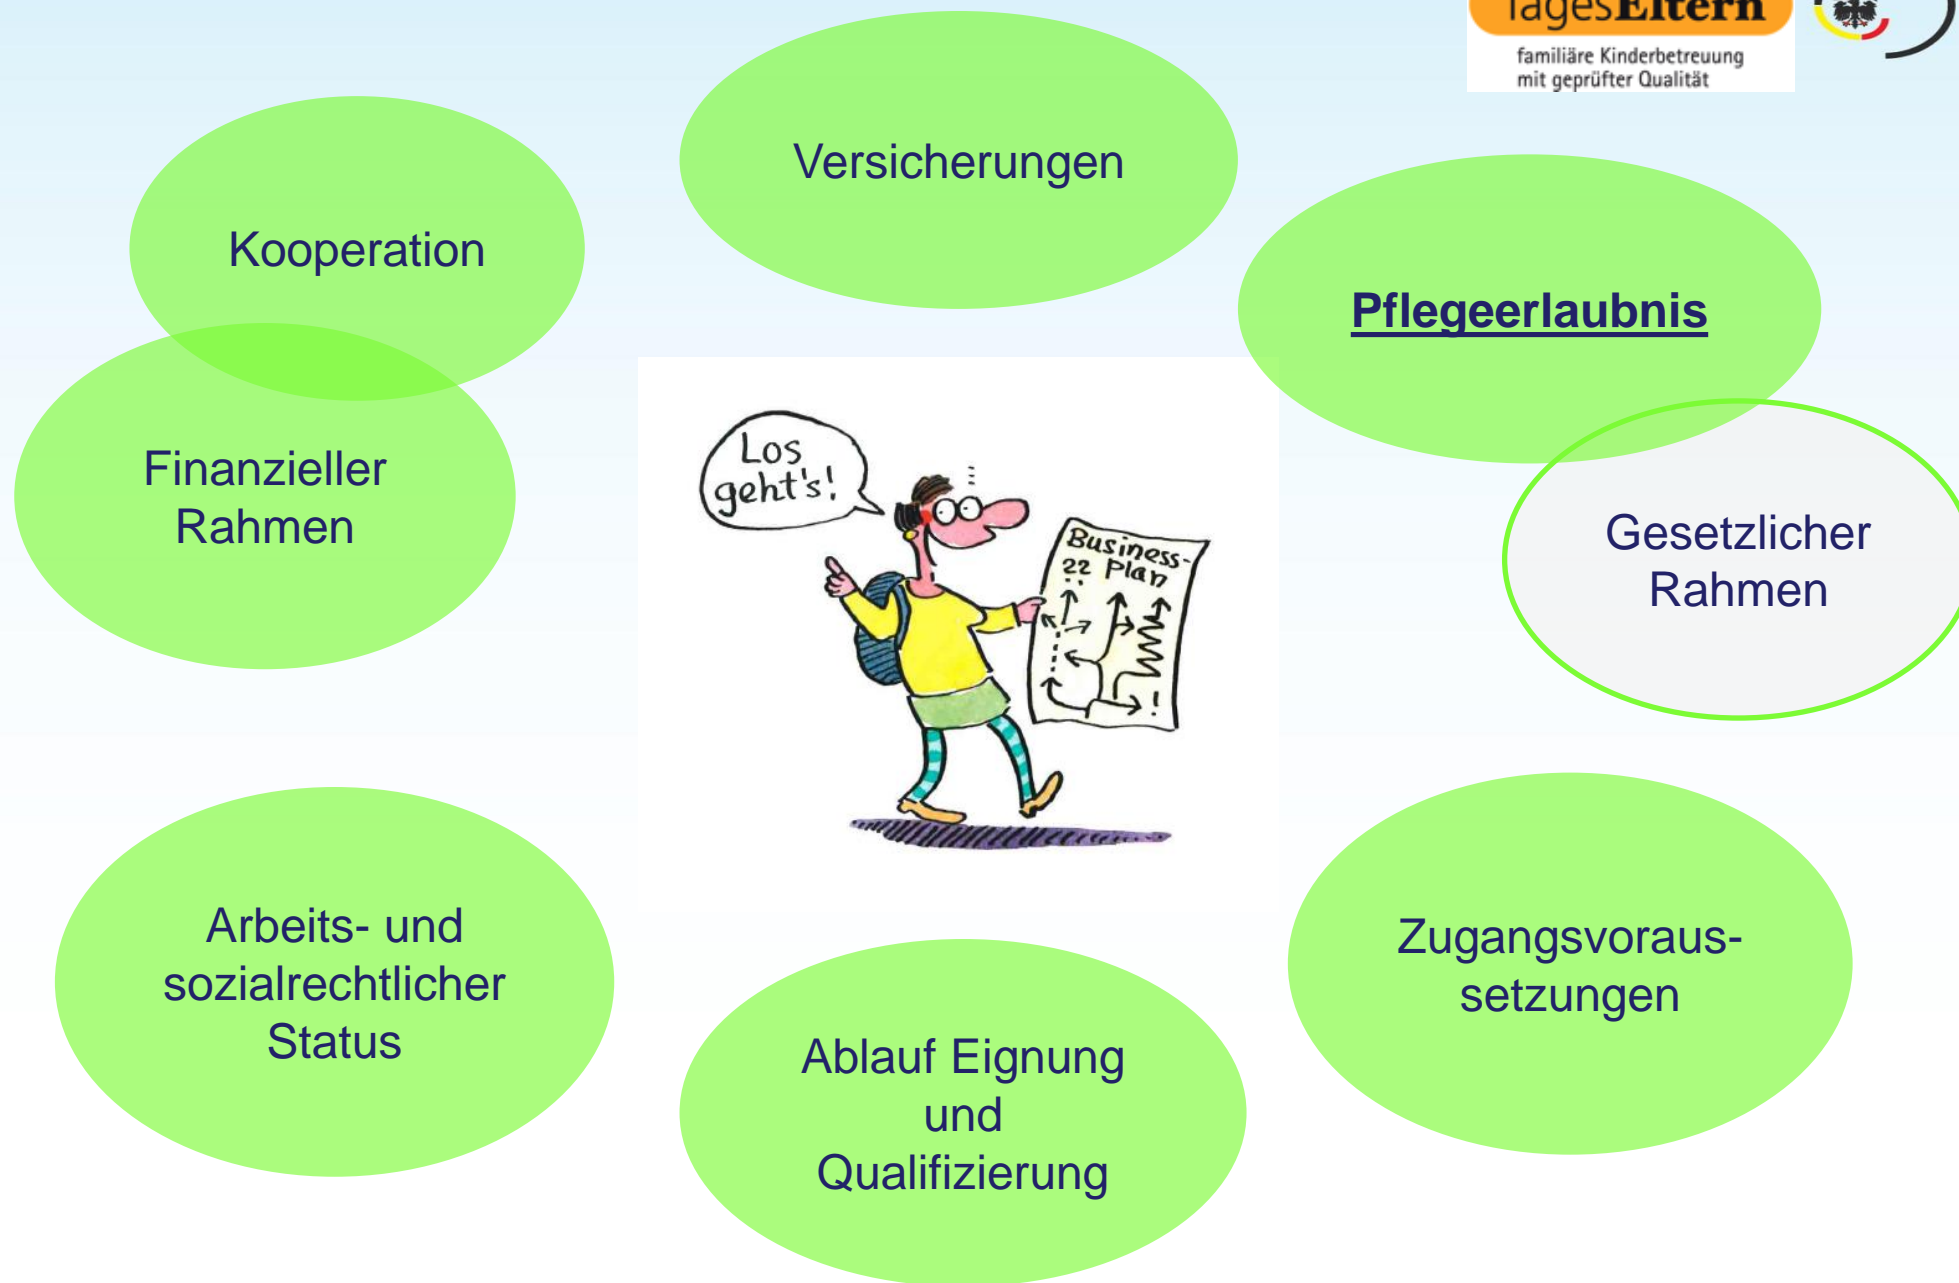 TagesEltern
familiäre Kinderbetreuung
mit geprüfter Qualität
Versicherungen
Kooperation
Pflegeerlaubnis
Finanzieller
Rahmen
Los
geht's!
Business-
?? Plan
!
Gesetzlicher
Rahmen
Arbeits- und
sozialrechtlicher
Status
Zugangsvoraus-
setzungen
Ablauf Eignung
und
Qualifizierung